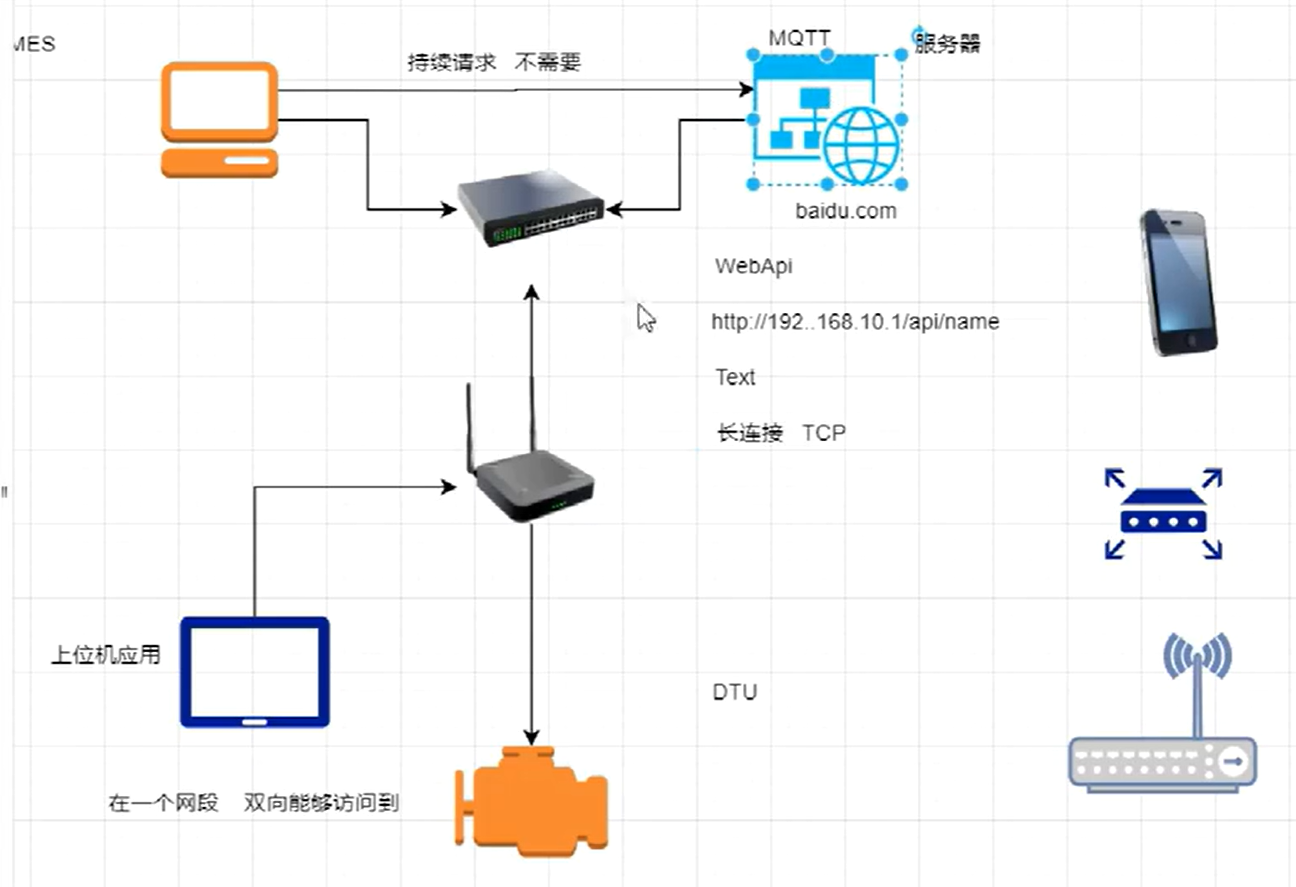 MES
持续请求 不需要
MQTT
服务器
baidu.com
WebApi
http://192..168.10.1/api/name
Text
长连接 TCP
"
上位机应用
DTU
在一个网段 双向能够访问到